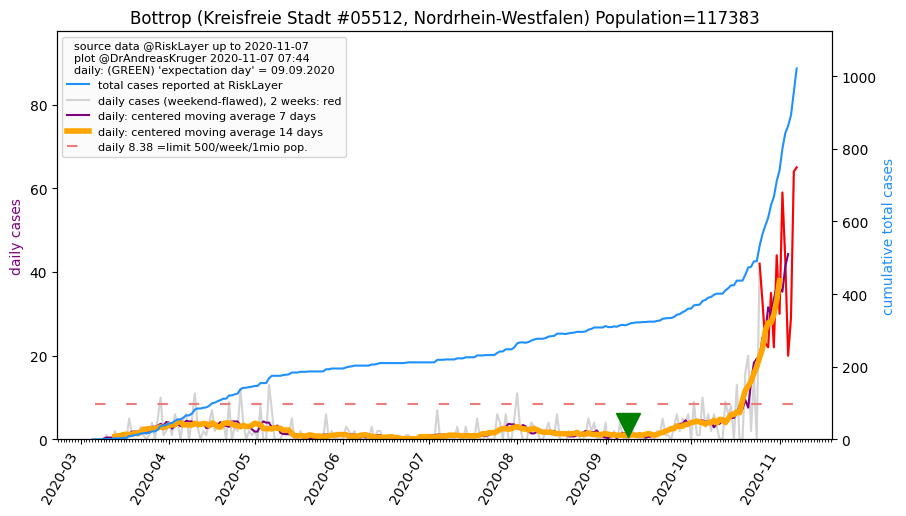 Bottrop (Kreisfreie Stadt #05512, Nordrhein-Westfalen) Population=117383
source data @RiskLayer up to 2020-11-07
plot @DrAndreasKruger 2020-11-07 07:44
daily: (GREEN) 'expectation day' = 09.09.2020
total cases reported at RiskLayer
daily cases (weekend-flawed), 2 weeks: red
daily: centered moving average 7 days
daily: centered moving average 14 days
daily 8.38 =limit 500/week/1mio pop.
daily cases
80
60
40
20
0
cumulative total cases
1000
800
600
400
200
0
2020-03
2020-04
2020-05
2020-06
2020-07
2020-08
2020-09
2020-10
2020-11